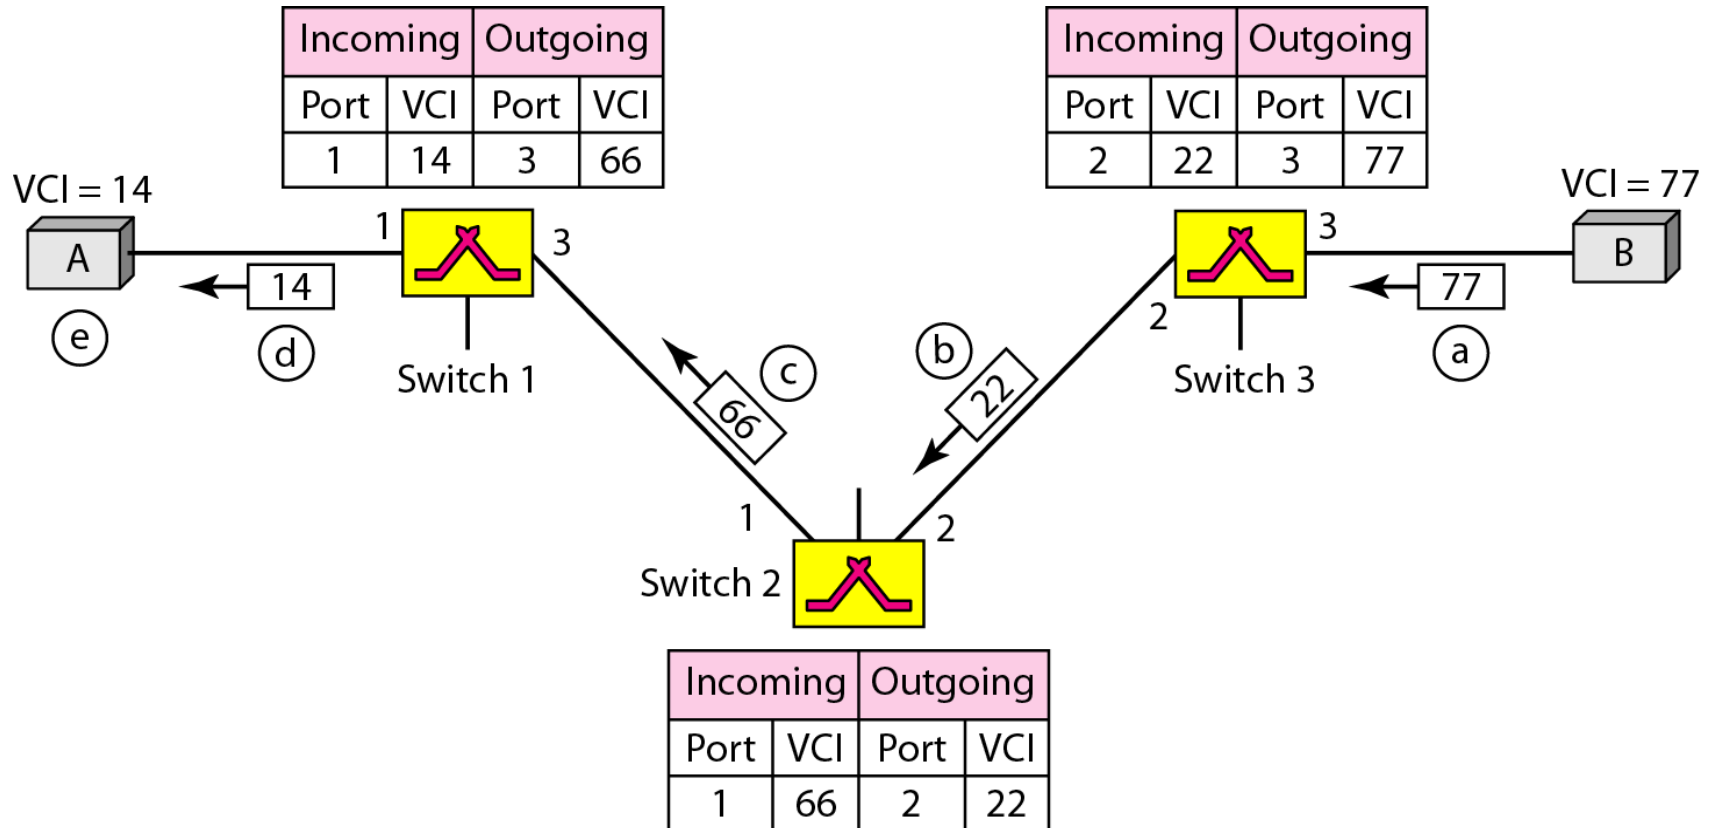 Incoming Outgoing
Port VCI Port VCI
1 14 3 66
Incoming Outgoing
Port VCI Port VCI
2 22 3 77
VCI = 14
VCI = 77
A
1
3
14
e
d
Switch 1
3
B
2
77
a
Switch 3
b
22
c
66
1
2
Switch 2
Incoming Outgoing
Port VCI Port VCI
1 66 2 22